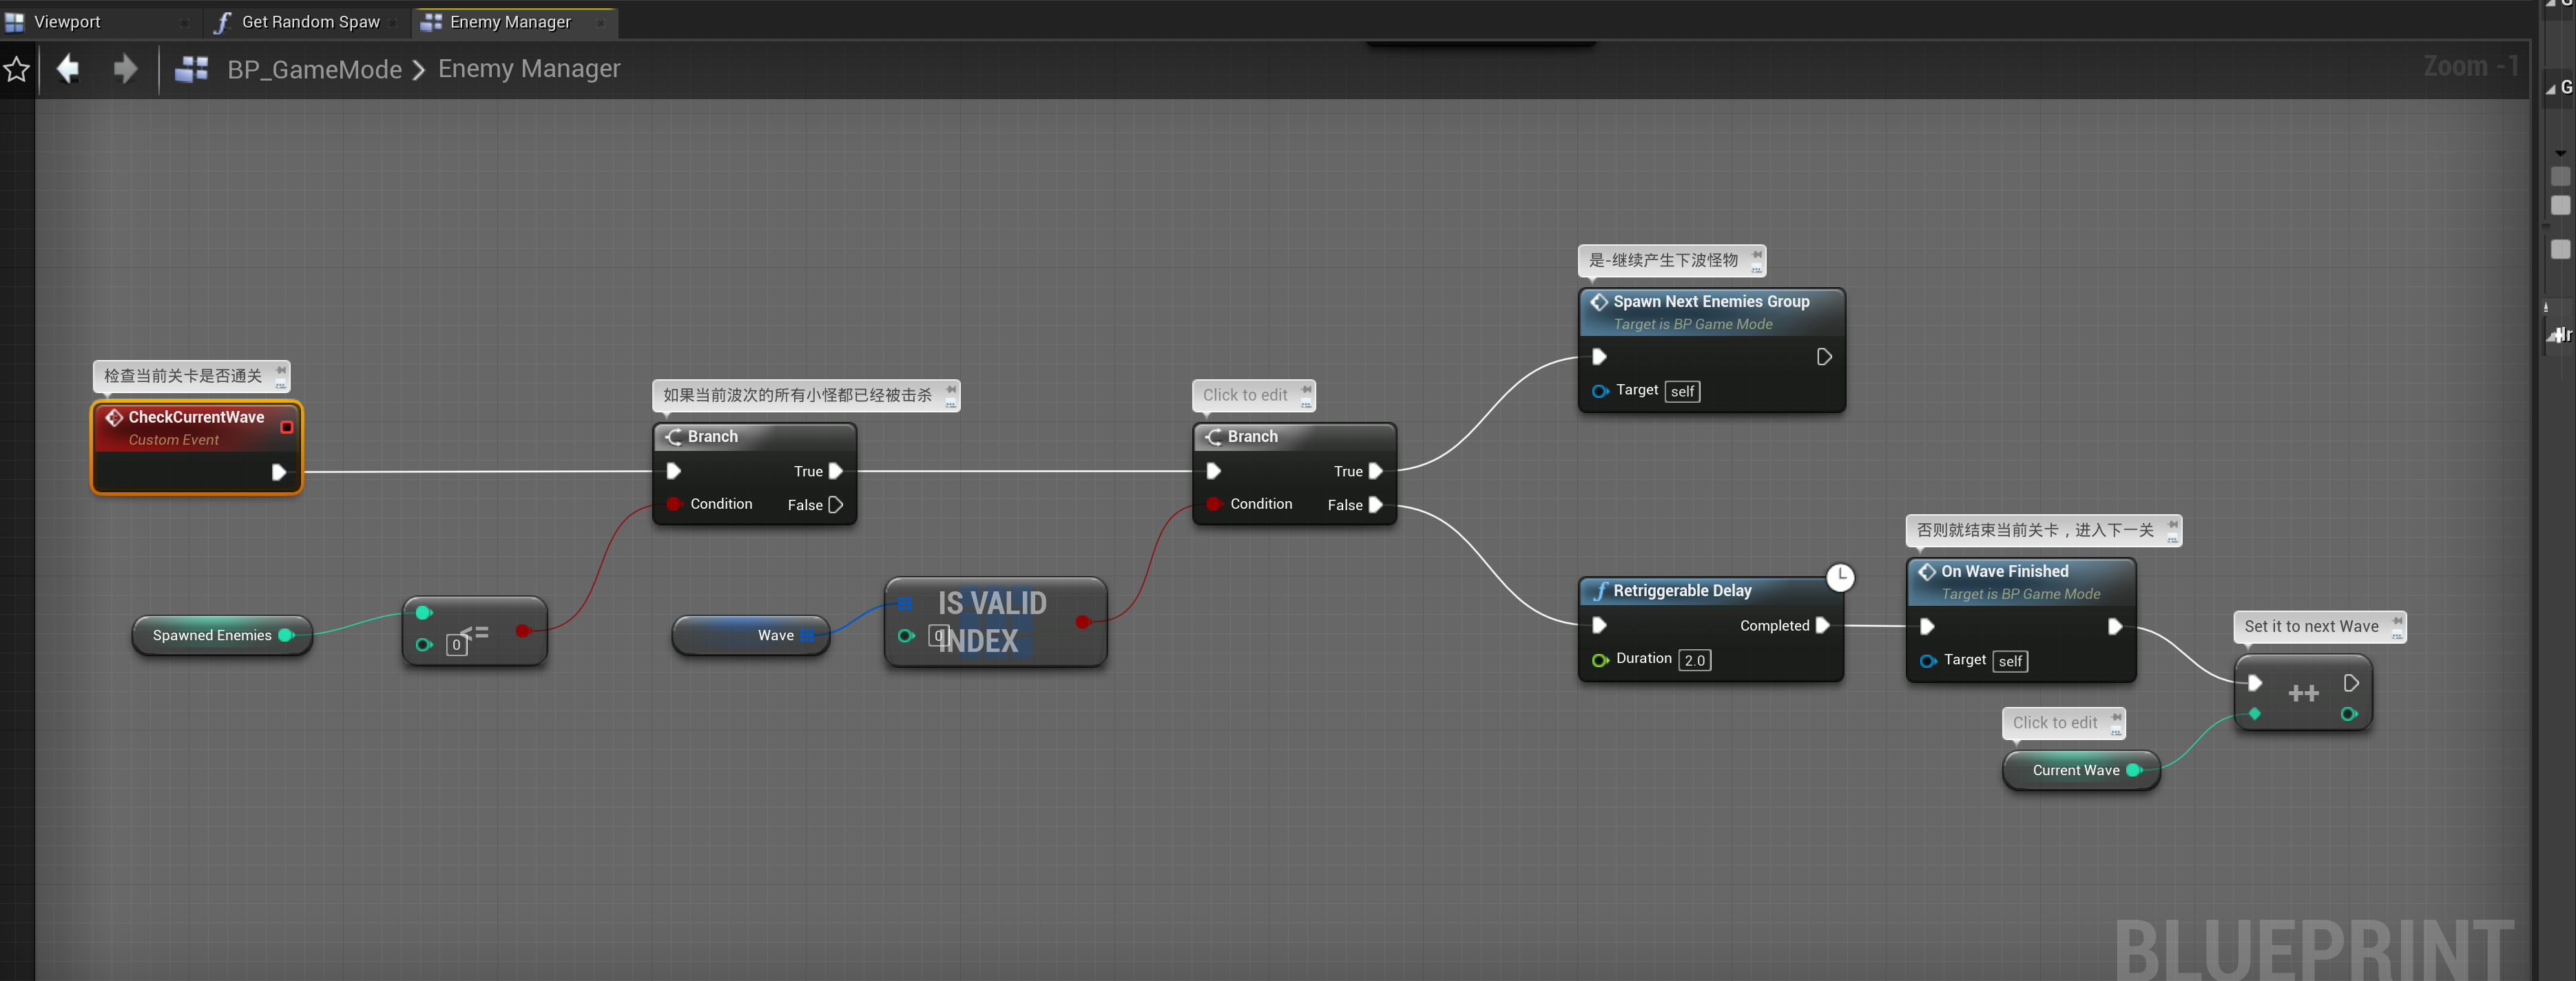 Viewport
Get Random Spaw
Enemy Manager
BP_GameMode > Enemy Manager
Zoom -1
是-继续产生下波怪物
Spawn Next Enemies Group
Target is BP Game Mode
Target self
检查当前关卡是否通关
CheckCurrentWave
Custom Event
如果当前波次的所有小怪都已经被击杀
Branch
True
Condition
False
Click to edit
Branch
True
Condition
False
Spawned Enemies
<=
0
Wave
IS VALID
INDEX
0
Retriggerable Delay
Completed
Duration 2.0
否则就结束当前关卡，进入下一关
On Wave Finished
Target is BP Game Mode
Target self
Set it to next Wave
++
Click to edit
Current Wave
BLUEPRINT